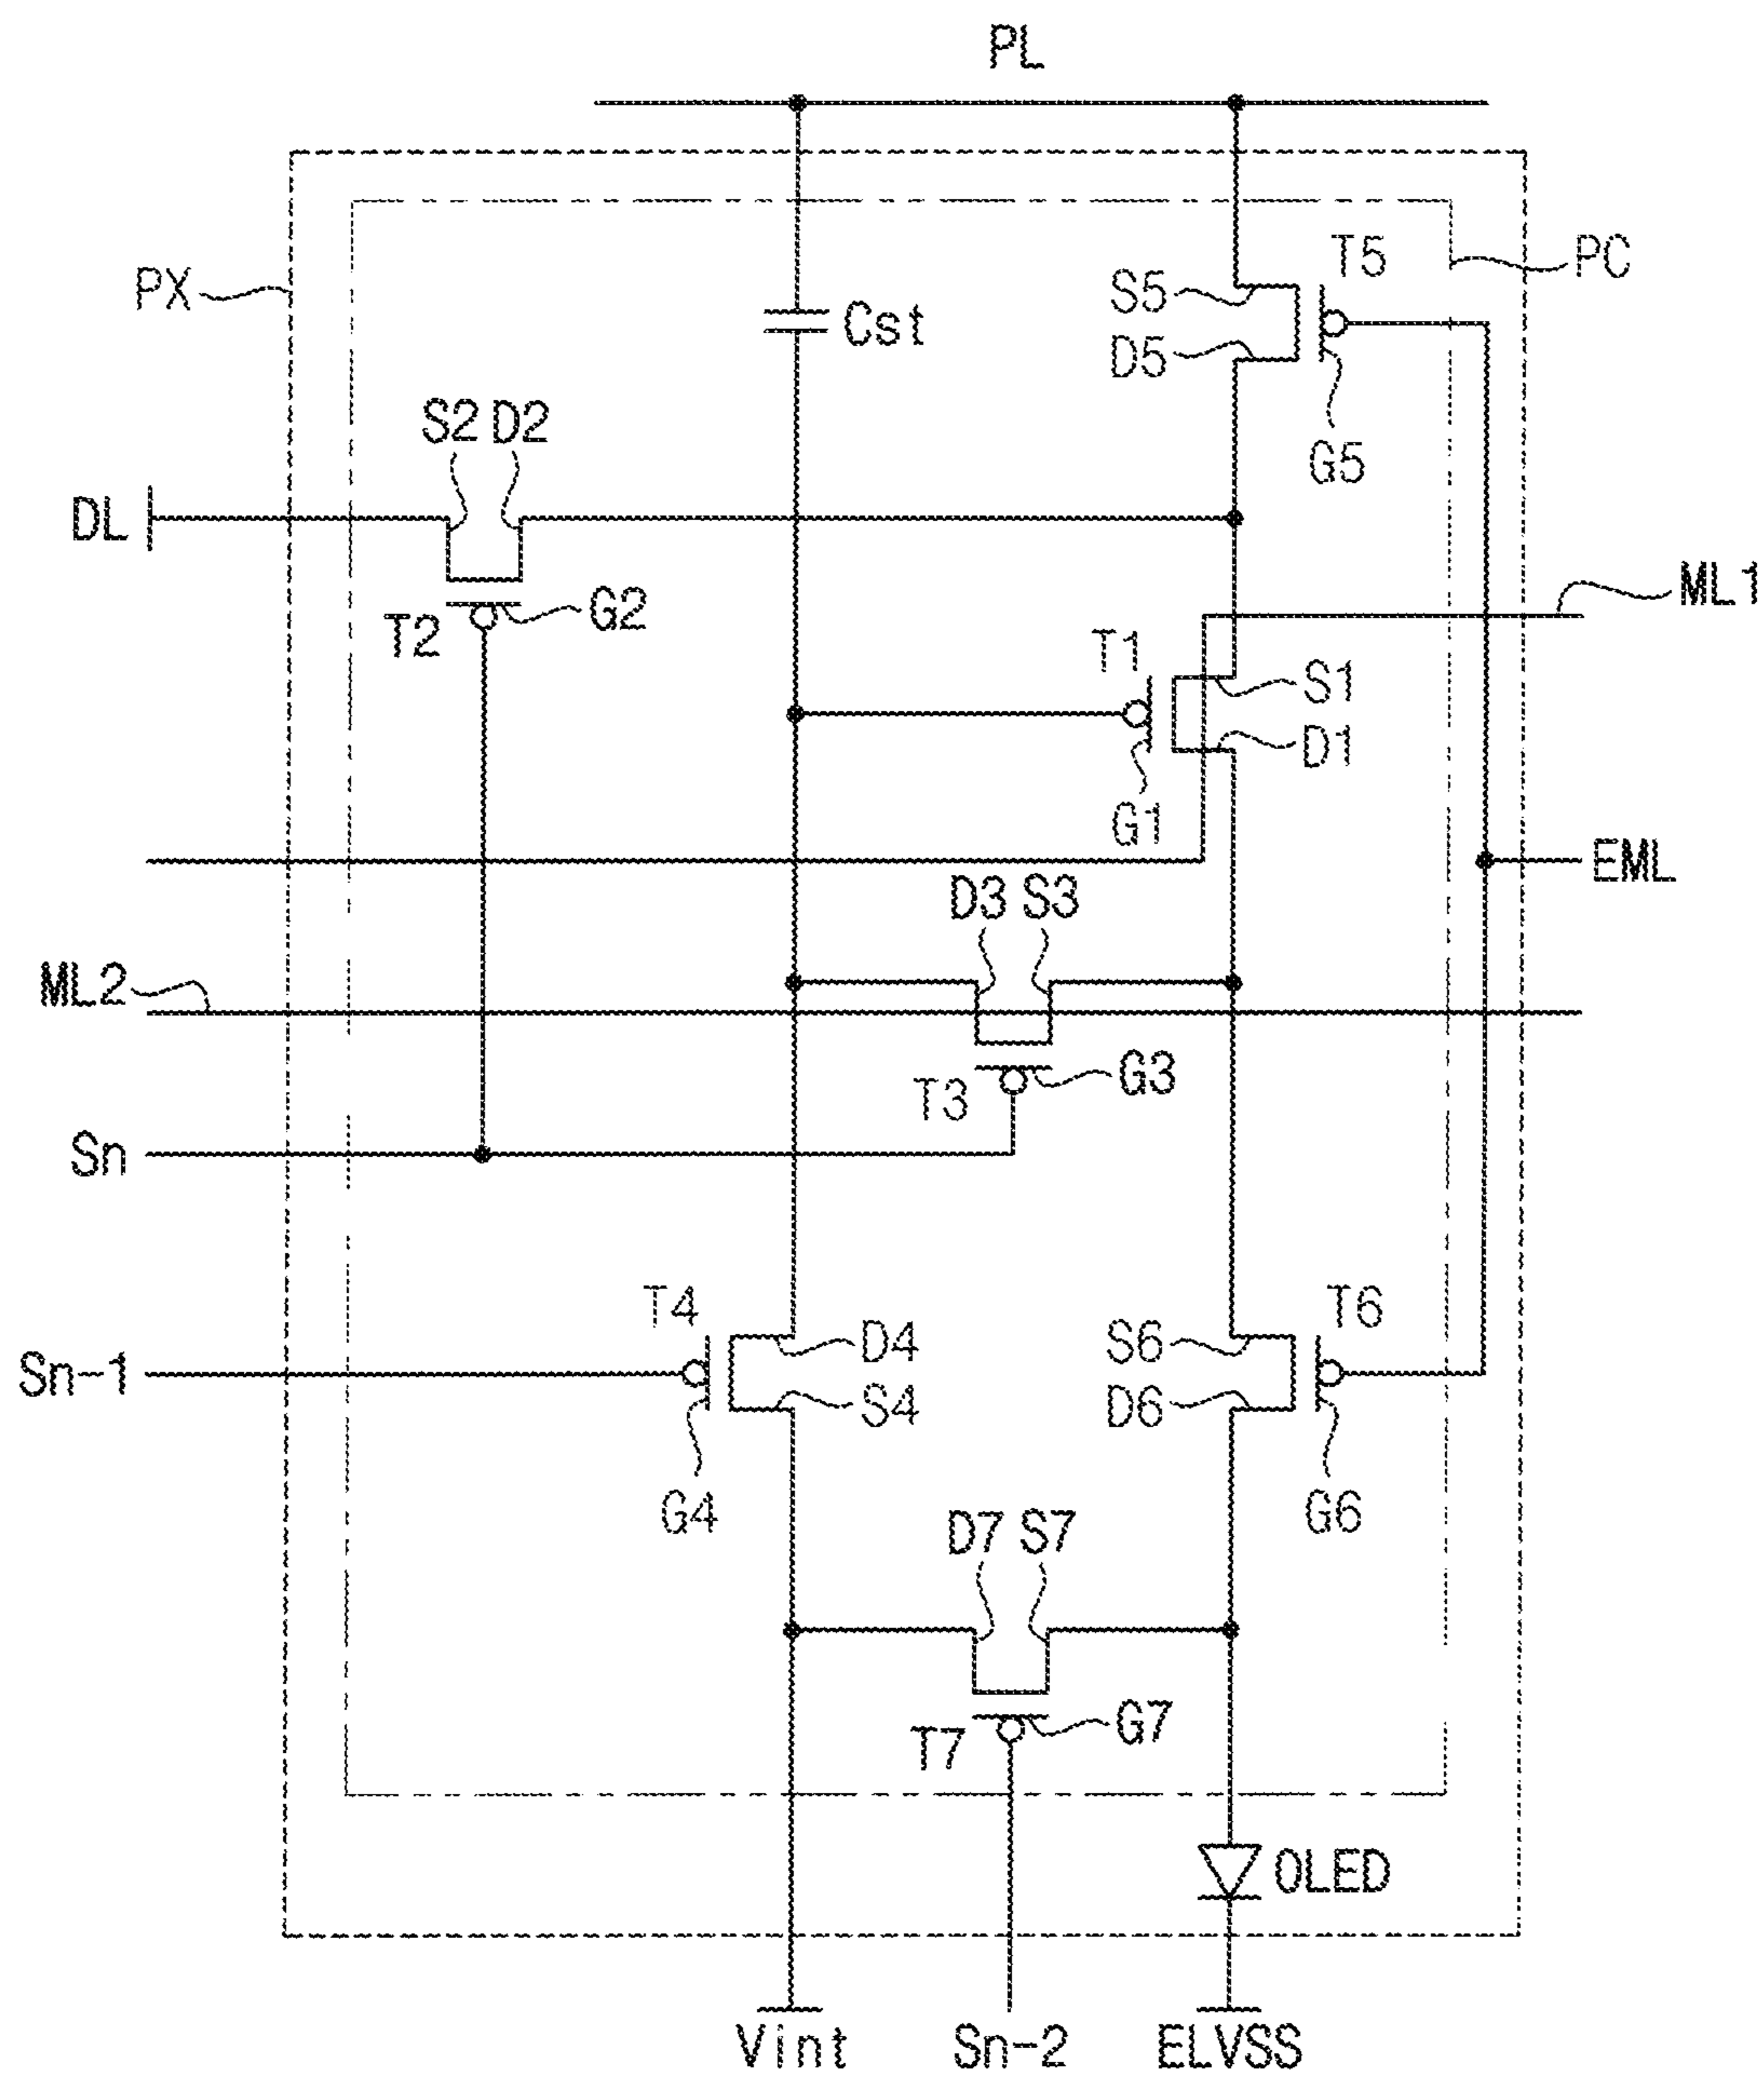 PL
PX
T5
PC
S5
Cst
D5
S2 D2
G5
DL
ML1
G2
T2
T1
S1
D1
G1
EML
D3 S3
ML2
G3
T3
Sn
T4
T6
D4
S6
Sn-1
S4
D6
G4
G6
D7 S7
G7
T7
OLED
Vint
Sn-2
ELVSS